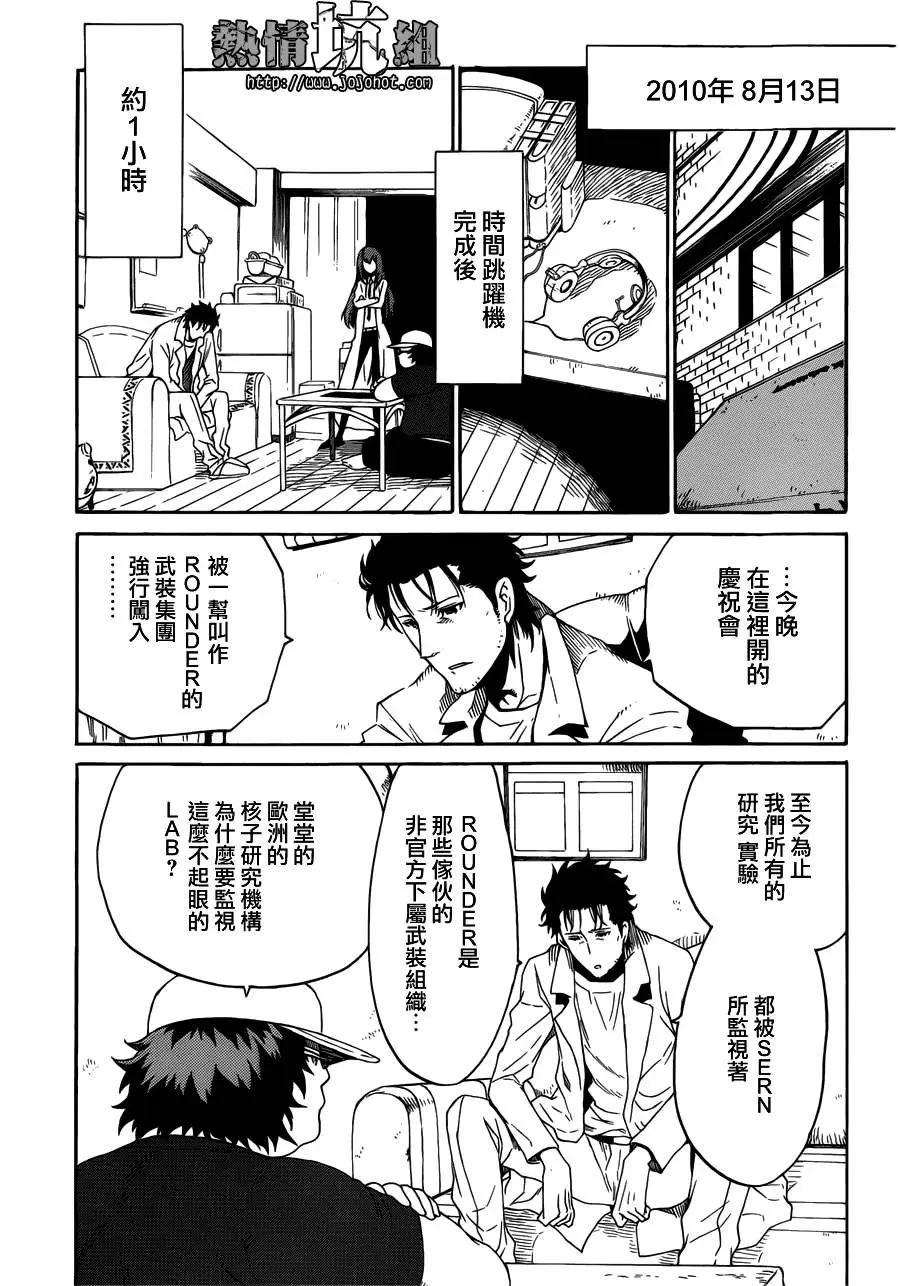 熱情坑組
http://www.jojohot.com
2010年 8月13日
時間跳躍機
完成後
約1小時
…今晚
在這裡開的
慶祝會
被一幫叫作
ROUNDER的
武裝集團
強行闖入
………
至今為止
我們所有的
研究 實驗
都被SERN
所監視著
ROUNDER是
那些傢伙的
非官方下屬武裝組織…
堂堂的
歐洲的
核子研究機構
為什麼要監視
這麼不起眼的
LAB?